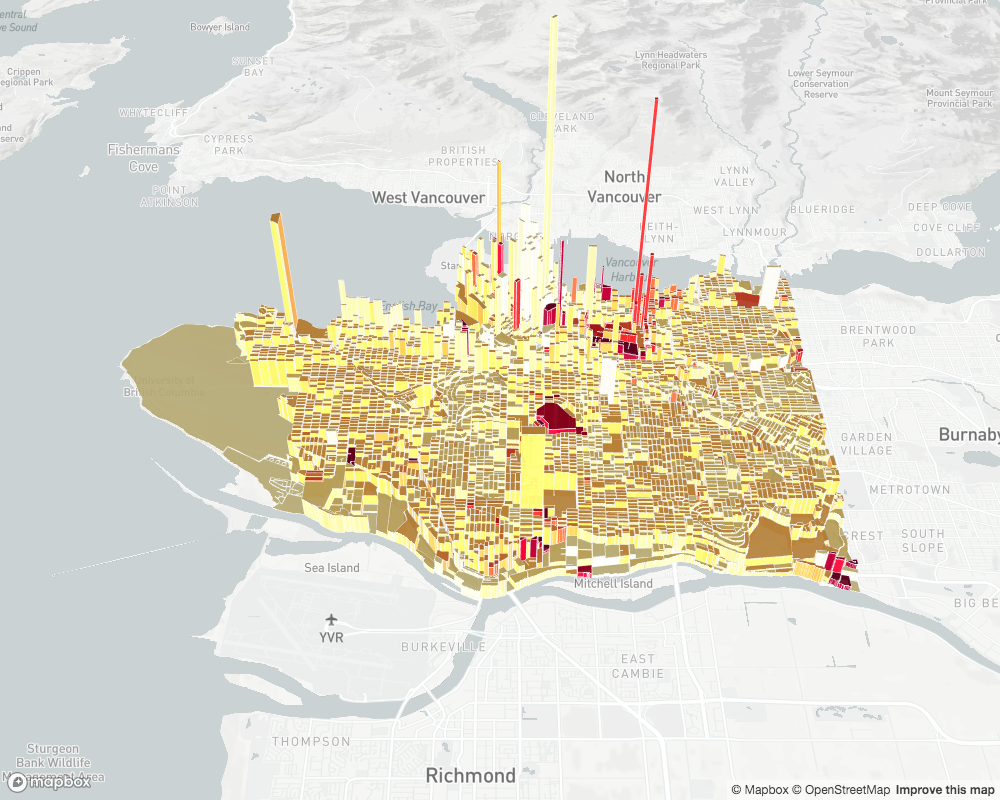 Central
Sound
Bowyer Island
SUNSET
BAY
Crippen
Regional Park
Lynn Headwaters
Regional Park
Lower Seymour
Conservation
Reserve
Mount Seymour
Provincial Park
WHYTECLIFF
CLEVELAND
PARK
CYPRESS
PARK
Fishermans
Cove
BRITISH
PROPERTIES
POINT
ATKINSON
West Vancouver
North
Vancouver
LYNN
VALLEY
WEST LYNN
BLUERIDGE
DEEP COVE
COVE CLIFF
KEITH-
LYNN
LYNNMOUR
DOLLARTON
Vancouver
Harbour
English Bay
BRENTWOOD
PARK
University of
British Columbia
GARDEN
VILLAGE
Burnaby
METROTOWN
SOUTH
SLOPE
Sea Island
Mitchell Island
BIG BE
YVR
BURKEVILLE
EAST
CAMBIE
THOMPSON
Sturgeon
Bank Wildlife
Management Area
Richmond
mapbox
© Mapbox © OpenStreetMap Improve this map